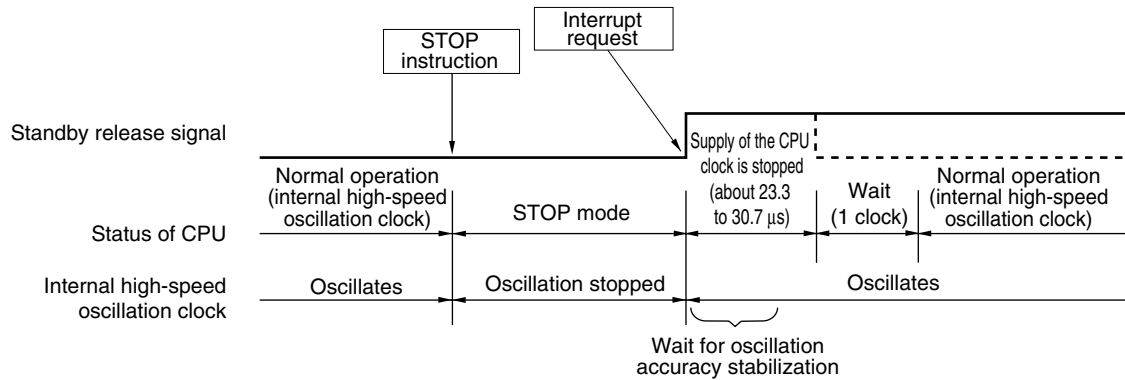 STOP
instruction
Interrupt
request
Standby release signal
Supply of the CPU
clock is stopped
(about 23.3
to 30.7 μs)
Normal operation
(internal high-speed
oscillation clock)
STOP mode
Wait
(1 clock)
Normal operation
(internal high-speed
oscillation clock)
Status of CPU
Internal high-speed
oscillation clock
Oscillates
Oscillation stopped
Oscillates
Wait for oscillation
accuracy stabilization